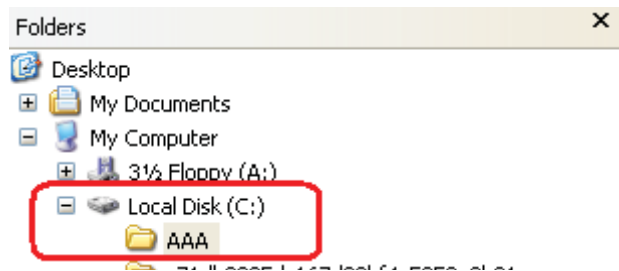 Folders
Desktop
My Documents
My Computer
3½ Floppy (A:)
Local Disk (C:)
AAA